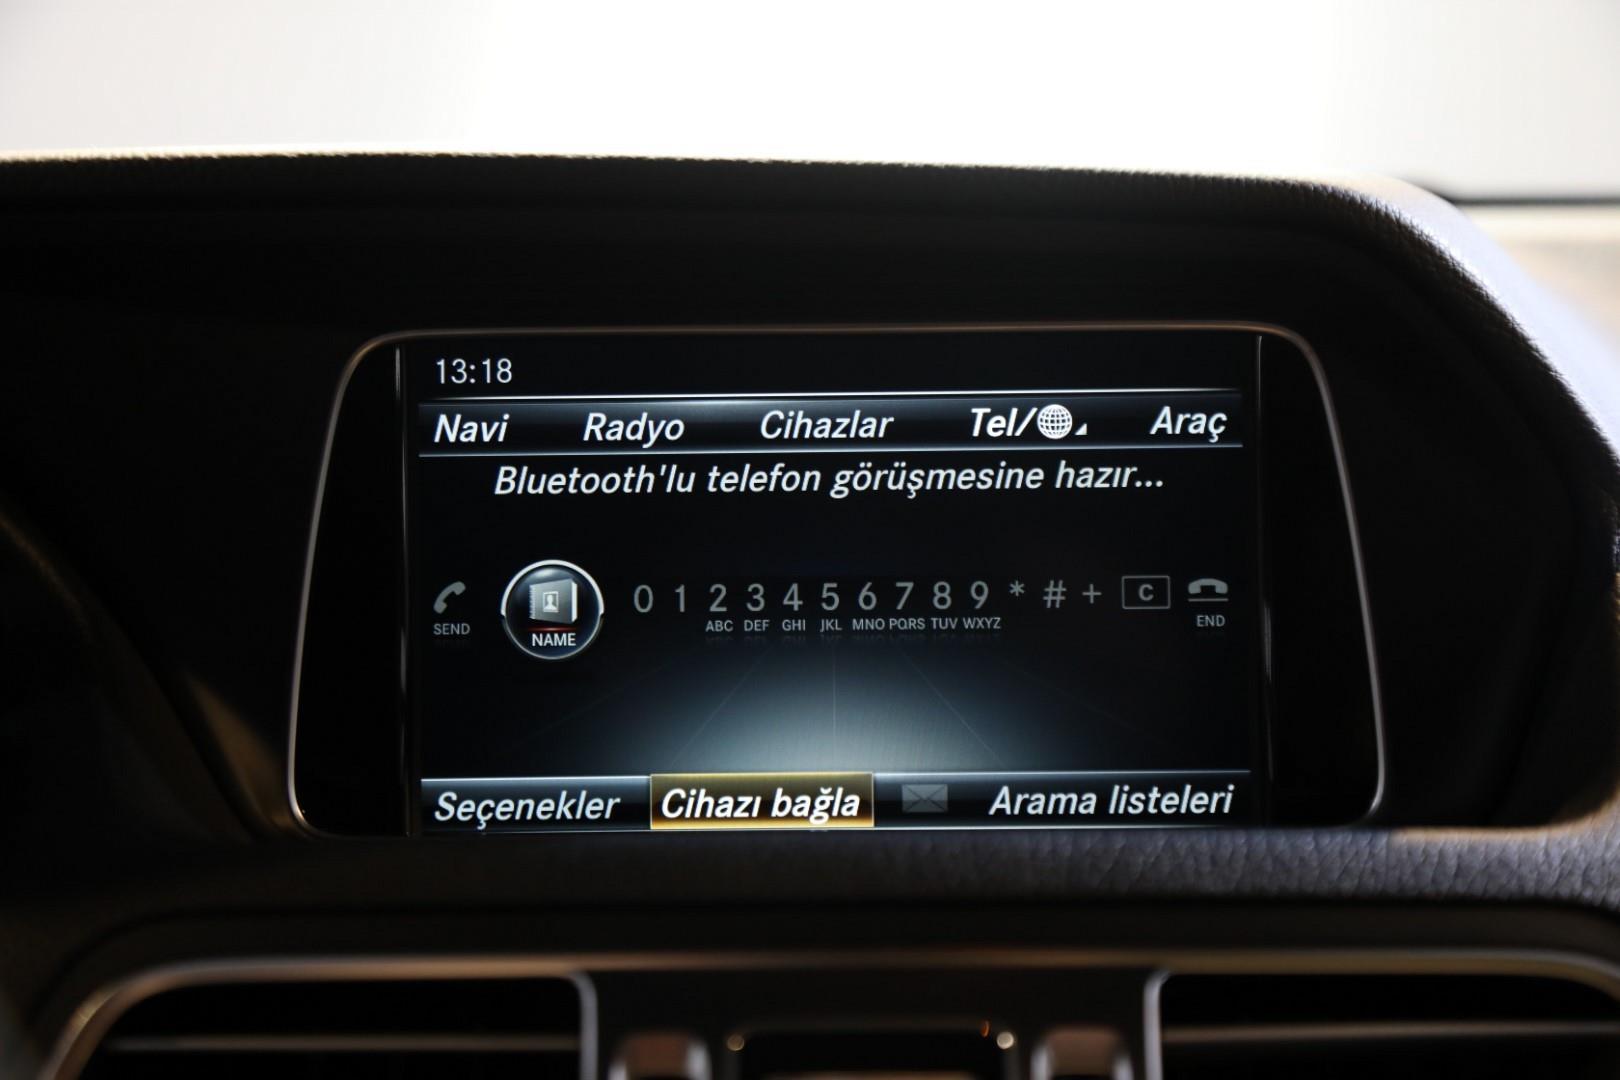 13:18
Navi Radyo Cihazlar Tel/ Araç
Bluetooth'lu telefon görüşmesine hazır...
0 1 2 3 4 5 6 7 8 9 * # + C
ABC DEF GHI JKL MNO PQRS TUV WXYZ
SEND NAME END
Seçenekler Cihazı bağla Arama listeleri